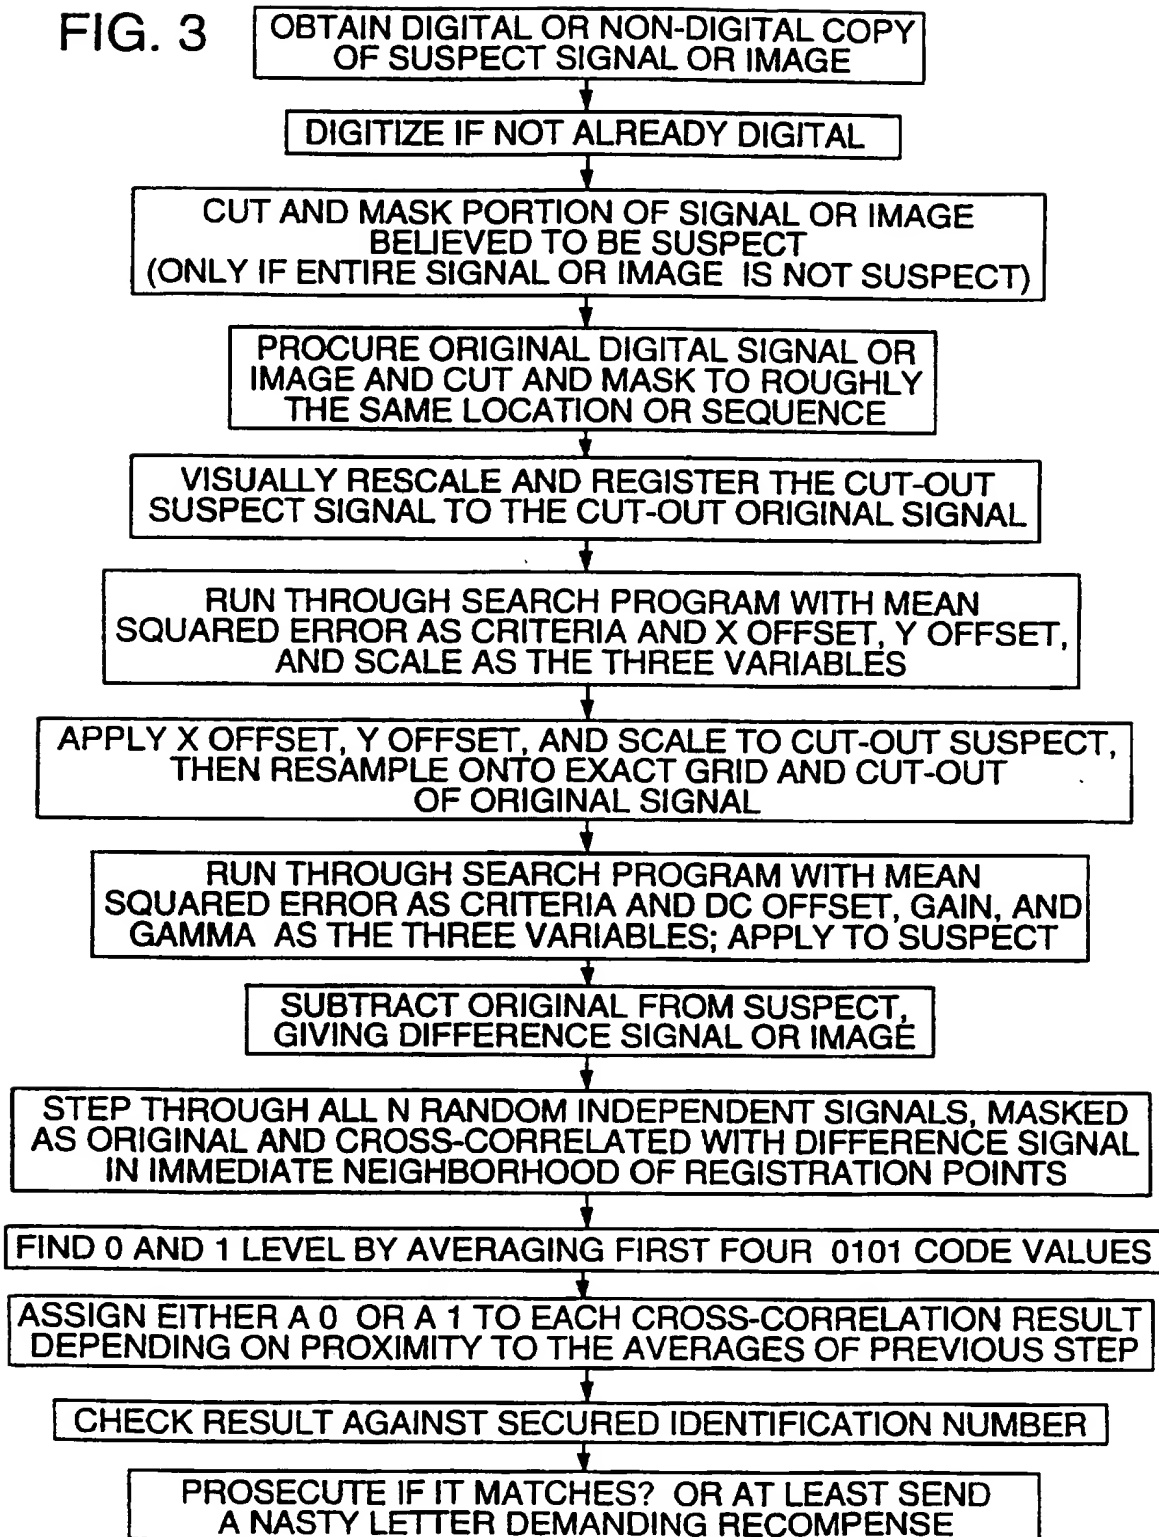 FIG. 3
OBTAIN DIGITAL OR NON-DIGITAL COPY
OF SUSPECT SIGNAL OR IMAGE
DIGITIZE IF NOT ALREADY DIGITAL
CUT AND MASK PORTION OF SIGNAL OR IMAGE
BELIEVED TO BE SUSPECT
(ONLY IF ENTIRE SIGNAL OR IMAGE IS NOT SUSPECT)
PROCURE ORIGINAL DIGITAL SIGNAL OR
IMAGE AND CUT AND MASK TO ROUGHLY
THE SAME LOCATION OR SEQUENCE
VISUALLY RESCALE AND REGISTER THE CUT-OUT
SUSPECT SIGNAL TO THE CUT-OUT ORIGINAL SIGNAL
RUN THROUGH SEARCH PROGRAM WITH MEAN
SQUARED ERROR AS CRITERIA AND X OFFSET, Y OFFSET,
AND SCALE AS THE THREE VARIABLES
APPLY X OFFSET, Y OFFSET, AND SCALE TO CUT-OUT SUSPECT,
THEN RESAMPLE ONTO EXACT GRID AND CUT-OUT
OF ORIGINAL SIGNAL
RUN THROUGH SEARCH PROGRAM WITH MEAN
SQUARED ERROR AS CRITERIA AND DC OFFSET, GAIN, AND
GAMMA AS THE THREE VARIABLES; APPLY TO SUSPECT
SUBTRACT ORIGINAL FROM SUSPECT,
GIVING DIFFERENCE SIGNAL OR IMAGE
STEP THROUGH ALL N RANDOM INDEPENDENT SIGNALS, MASKED
AS ORIGINAL AND CROSS-CORRELATED WITH DIFFERENCE SIGNAL
IN IMMEDIATE NEIGHBORHOOD OF REGISTRATION POINTS
FIND 0 AND 1 LEVEL BY AVERAGING FIRST FOUR 0101 CODE VALUES
ASSIGN EITHER A 0 OR A 1 TO EACH CROSS-CORRELATION RESULT
DEPENDING ON PROXIMITY TO THE AVERAGES OF PREVIOUS STEP
CHECK RESULT AGAINST SECURED IDENTIFICATION NUMBER
PROSECUTE IF IT MATCHES? OR AT LEAST SEND
A NASTY LETTER DEMANDING RECOMPENSE